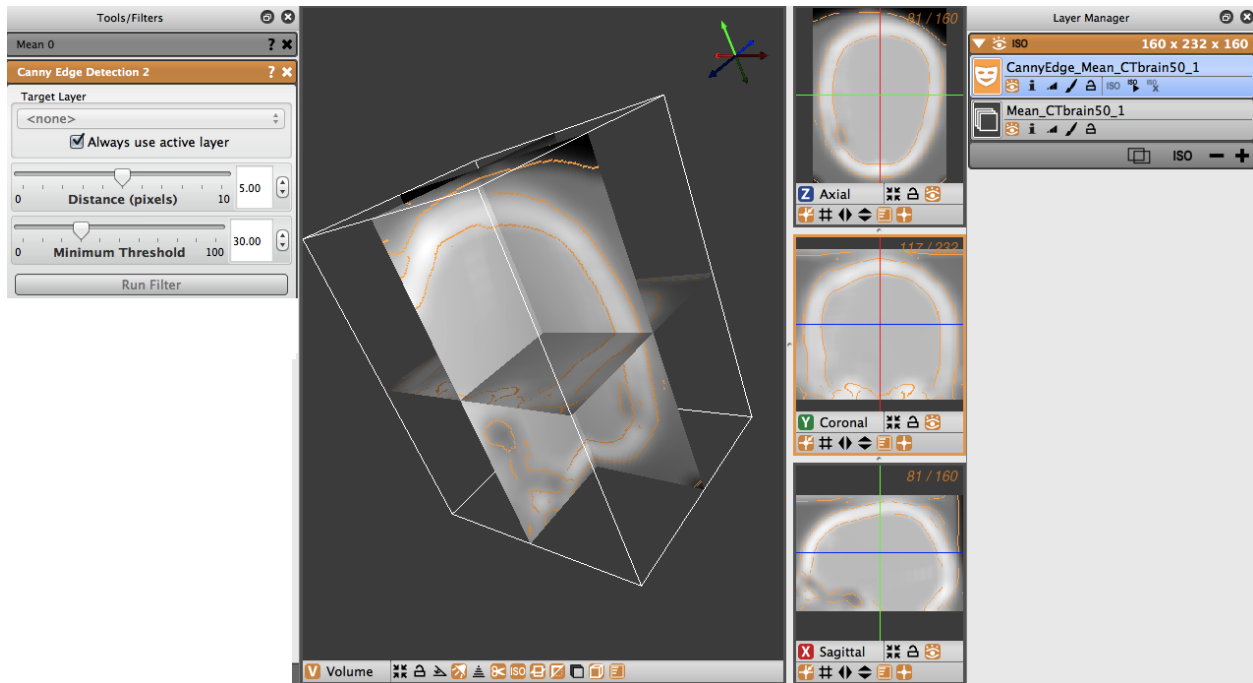 Tools/Filters
Mean 0
? ✖
Canny Edge Detection 2
? ✖
Target Layer
<none>
Always use active layer
5.00
0 Distance (pixels) 10
30.00
0 Minimum Threshold 100
Run Filter
V Volume
ISO
81 / 160
Z Axial
117 / 232
Y Coronal
81 / 160
X Sagittal
Layer Manager
ISO 160 x 232 x 160
CannyEdge_Mean_CTbrain50_1
i ISO ISO ISO
Mean_CTbrain50_1
i
ISO − +